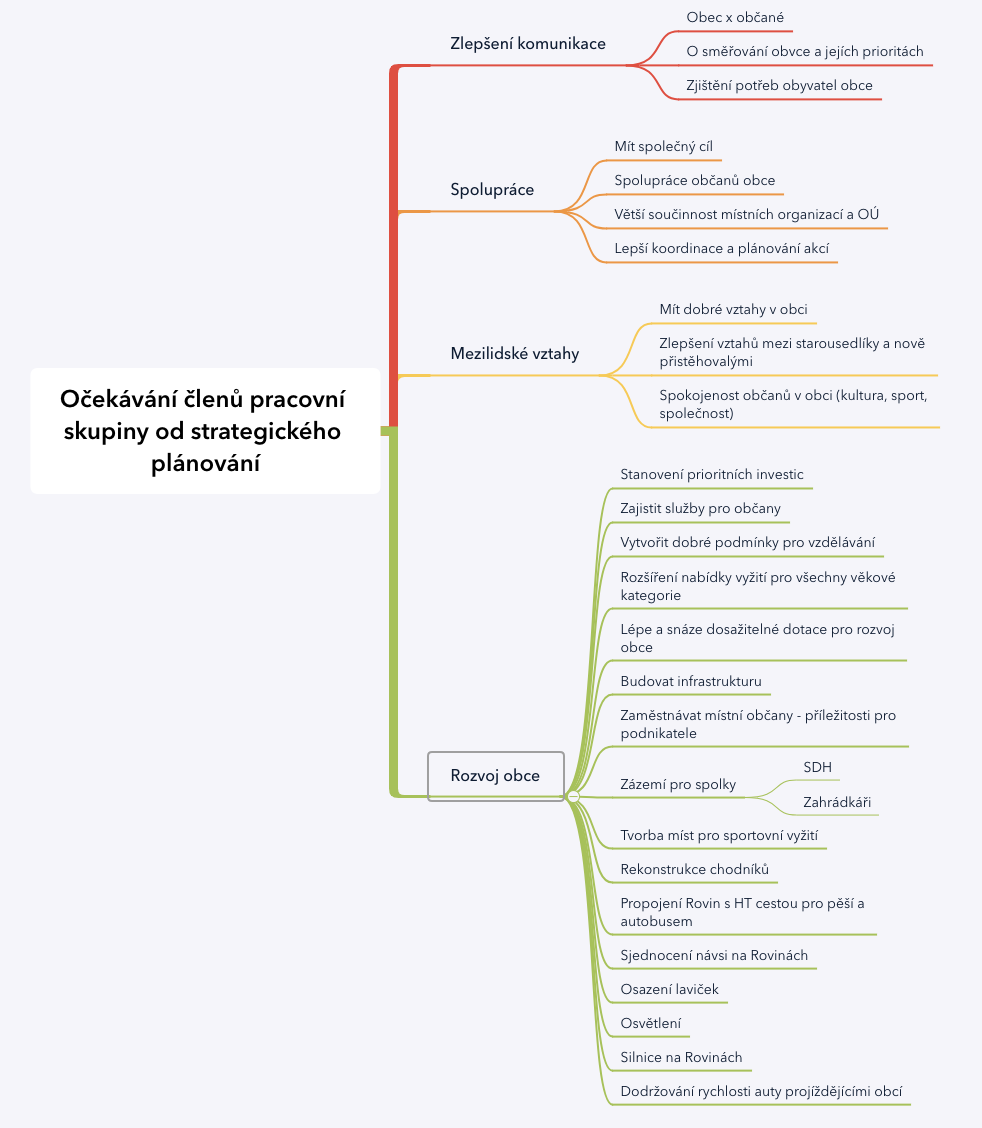 Očekávání členů pracovní
skupiny od strategického
plánování
Zlepšení komunikace
Obec x občané
O směřování obvce a jejích prioritách
Zjištění potřeb obyvatel obce
Spolupráce
Mít společný cíl
Spolupráce občanů obce
Větší součinnost místních organizací a OÚ
Lepší koordinace a plánování akcí
Mezilidské vztahy
Mít dobré vztahy v obci
Zlepšení vztahů mezi starousedlíky a nově
přistěhovalými
Spokojenost občanů v obci (kultura, sport,
společnost)
Rozvoj obce
Stanovení prioritních investic
Zajistit služby pro občany
Vytvořit dobré podmínky pro vzdělávání
Rozšíření nabídky vyžití pro všechny věkové
kategorie
Lépe a snáze dosažitelné dotace pro rozvoj
obce
Budovat infrastrukturu
Zaměstnávat místní občany - příležitosti pro
podnikatele
Zázemí pro spolky
SDH
Zahrádkáři
Tvorba míst pro sportovní vyžití
Rekonstrukce chodníků
Propojení Rovin s HT cestou pro pěší a
autobusem
Sjednocení návsi na Rovinách
Osazení laviček
Osvětlení
Silnice na Rovinách
Dodržování rychlosti auty projíždějícími obcí